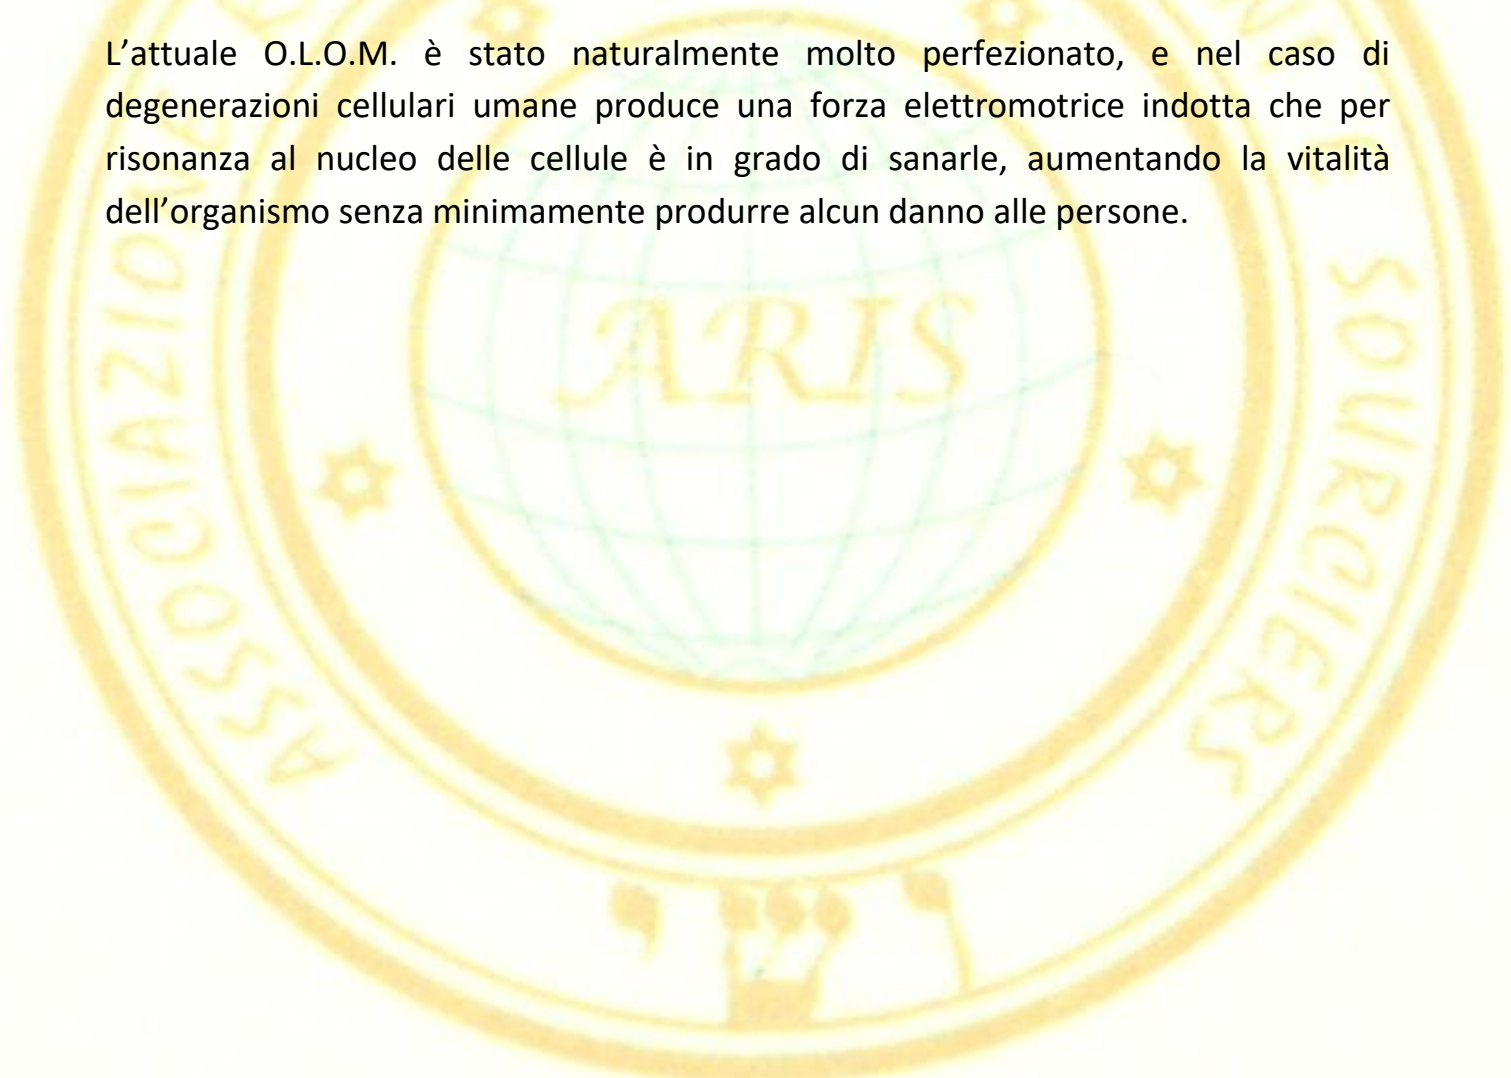 L’attuale O.L.O.M. è stato naturalmente molto perfezionato, e nel caso di
degenerazioni cellulari umane produce una forza elettromotrice indotta che per
risonanza al nucleo delle cellule è in grado di sanarle, aumentando la vitalità
dell’organismo senza minimamente produrre alcun danno alle persone.
ARIS
ASSOCIAZIONE
SOURCIERS